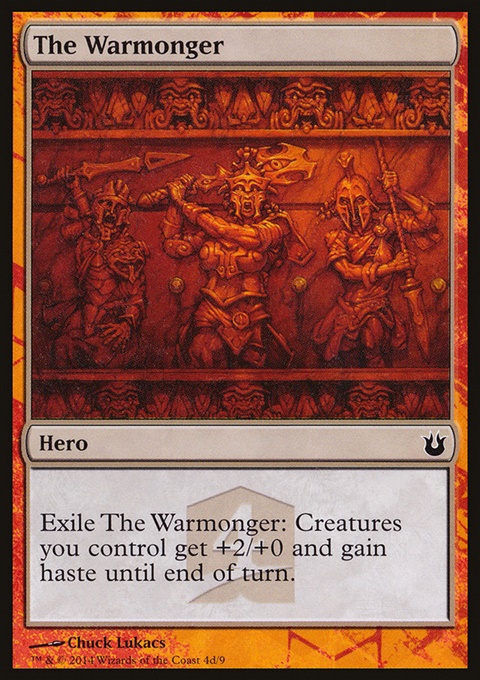 The Warmonger
Hero
Exile The Warmonger: Creatures
you control get +2/+0 and gain
haste until end of turn.
Chuck Lukacs
™ & © 2014 Wizards of the Coast 4d/9